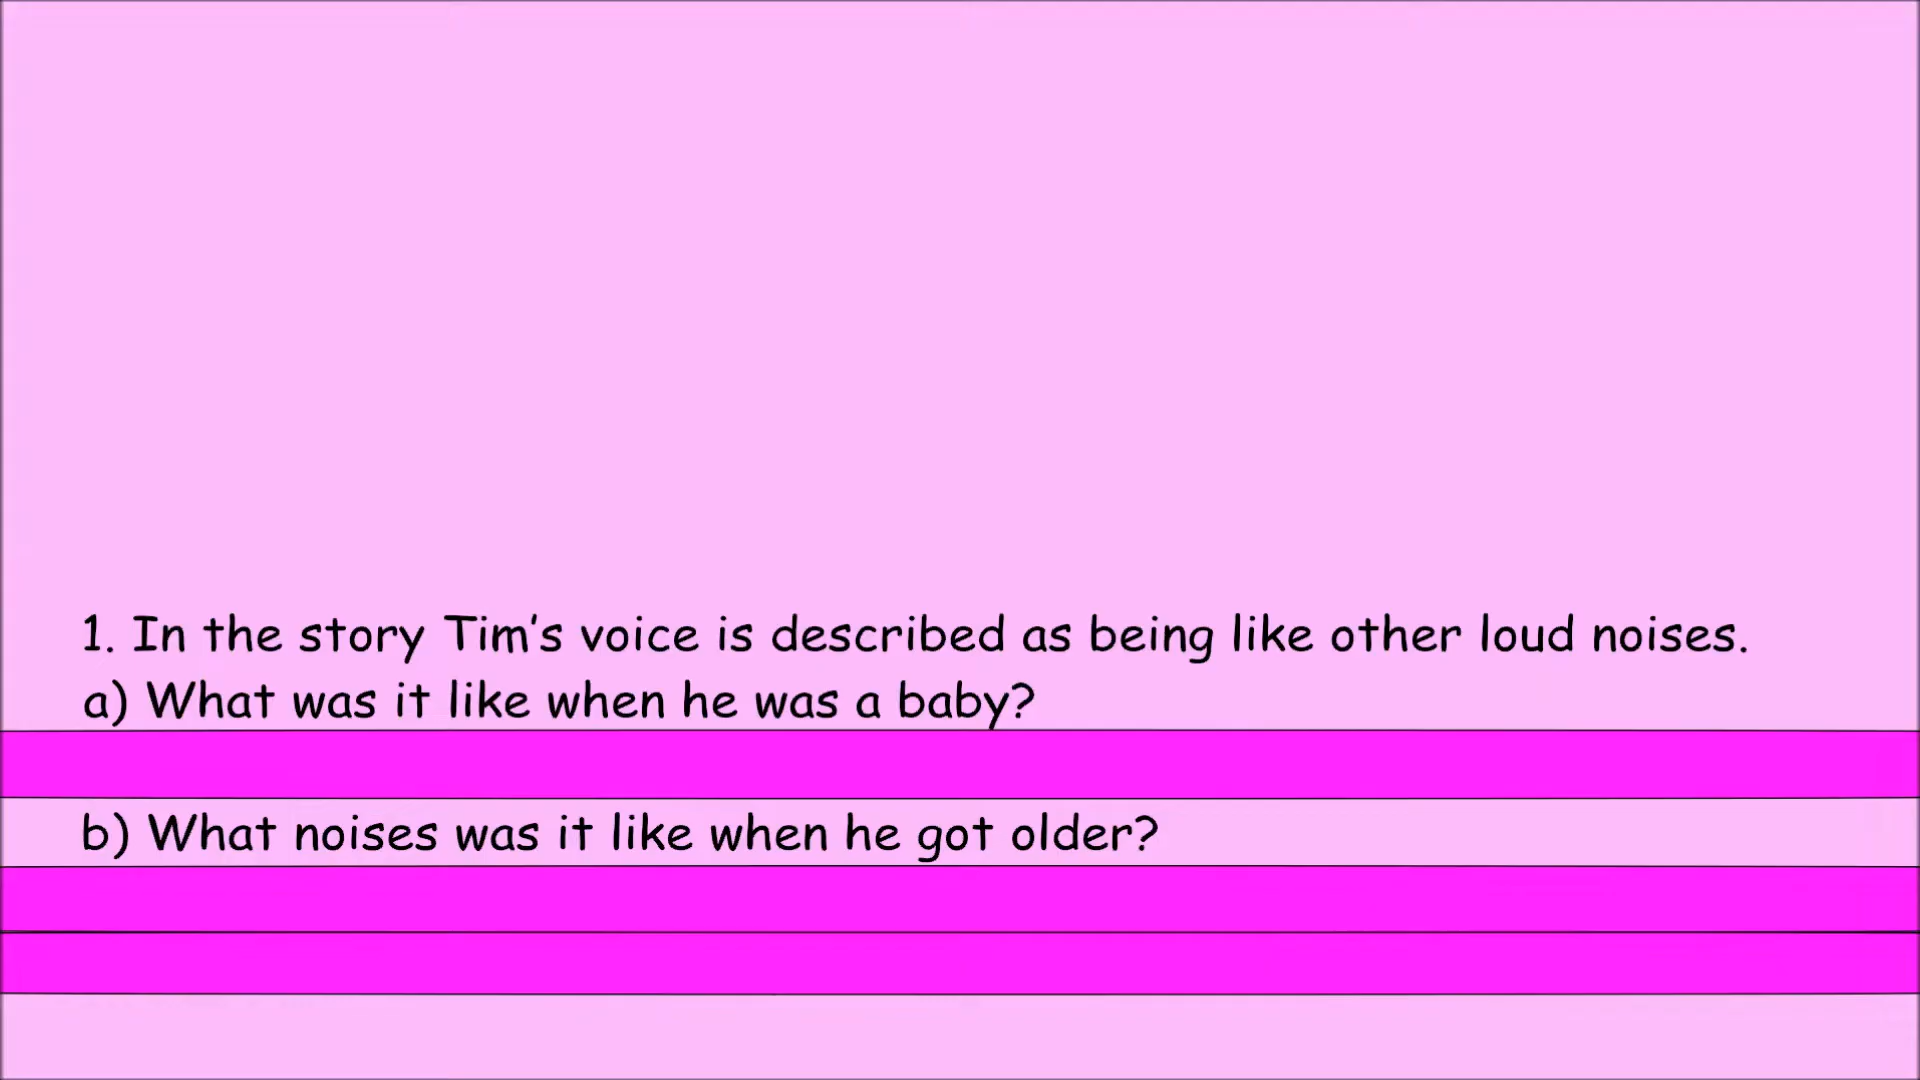 1. In the story Tim’s voice is described as being like other loud noises.
a) What was it like when he was a baby?
b) What noises was it like when he got older?